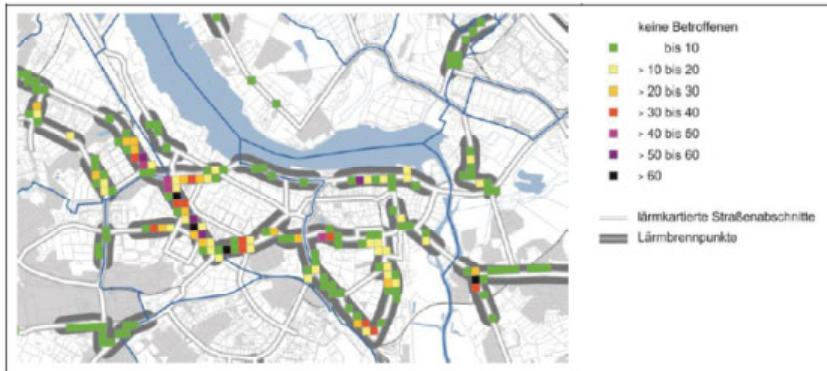 keine Betroffenen
bis 10
> 10 bis 20
> 20 bis 30
> 30 bis 40
> 40 bis 50
> 50 bis 60
> 60
lärmkartierte Straßenabschnitte
Lärmbrennpunkte